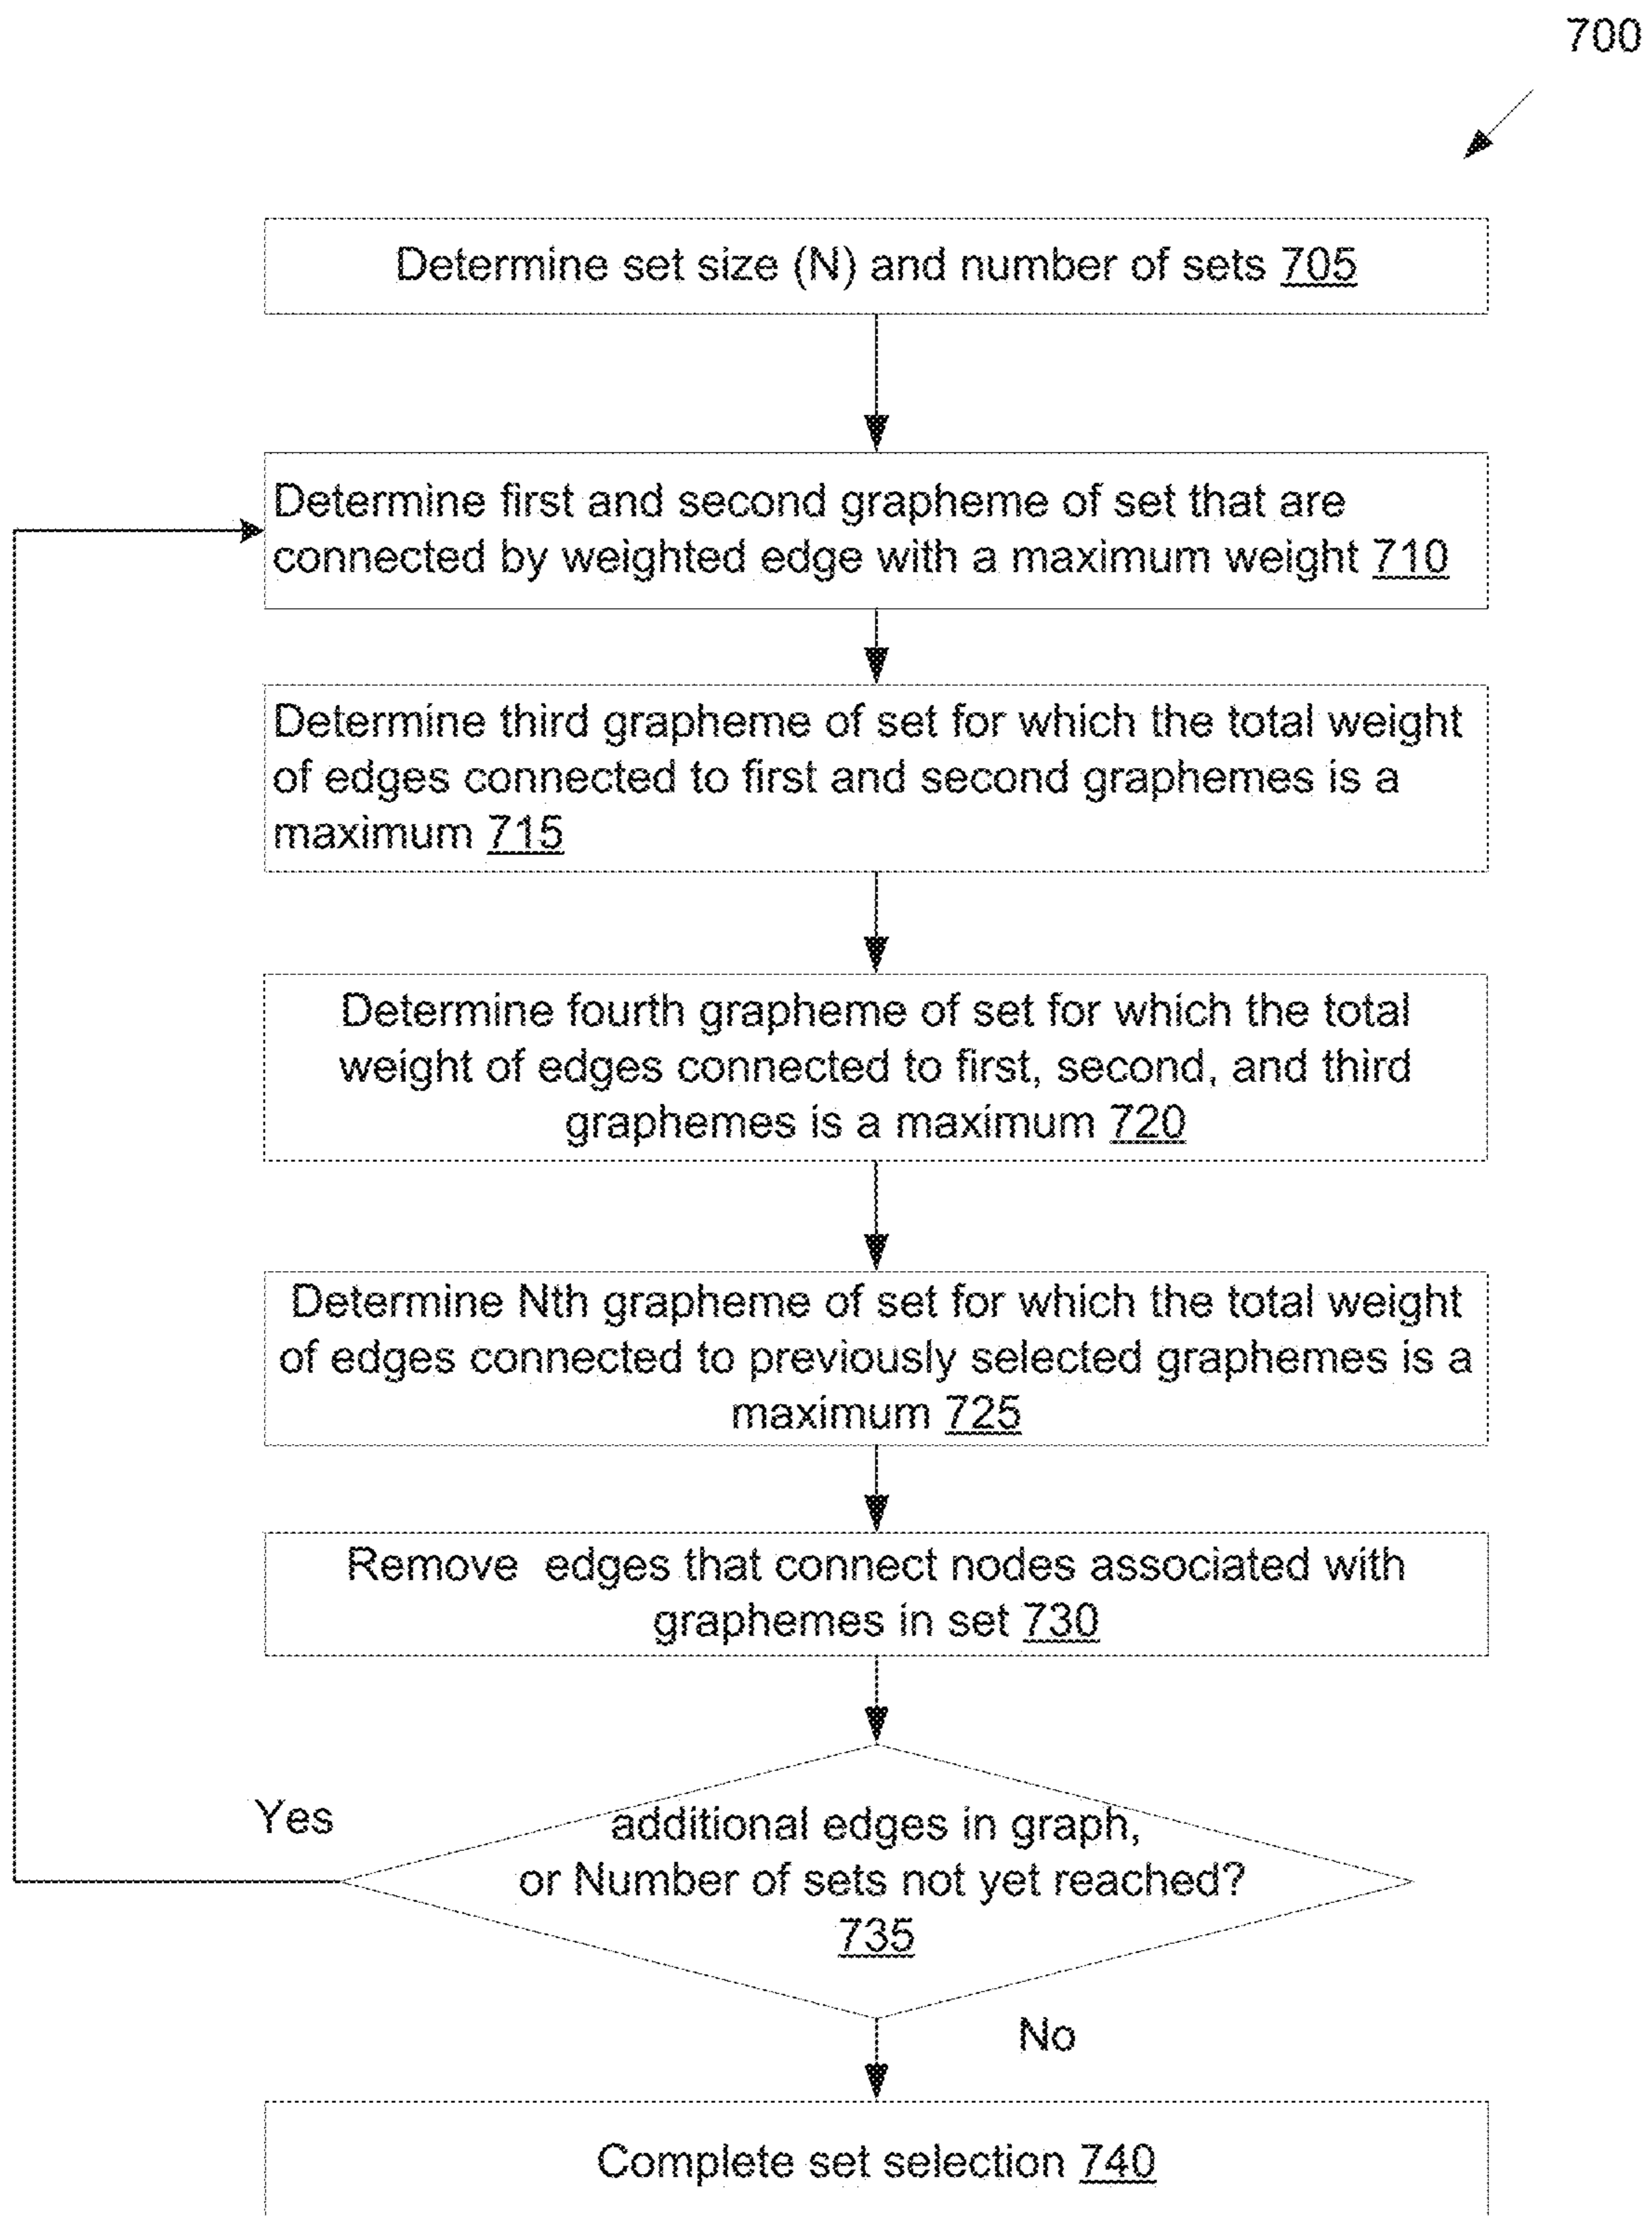 700
Determine set size (N) and number of sets 705
Determine first and second grapheme of set that are
connected by weighted edge with a maximum weight 710
Determine third grapheme of set for which the total weight
of edges connected to first and second graphemes is a
maximum 715
Determine fourth grapheme of set for which the total
weight of edges connected to first, second, and third
graphemes is a maximum 720
Determine Nth grapheme of set for which the total weight
of edges connected to previously selected graphemes is a
maximum 725
Remove edges that connect nodes associated with
graphemes in set 730
Yes
additional edges in graph,
or Number of sets not yet reached?
735
No
Complete set selection 740